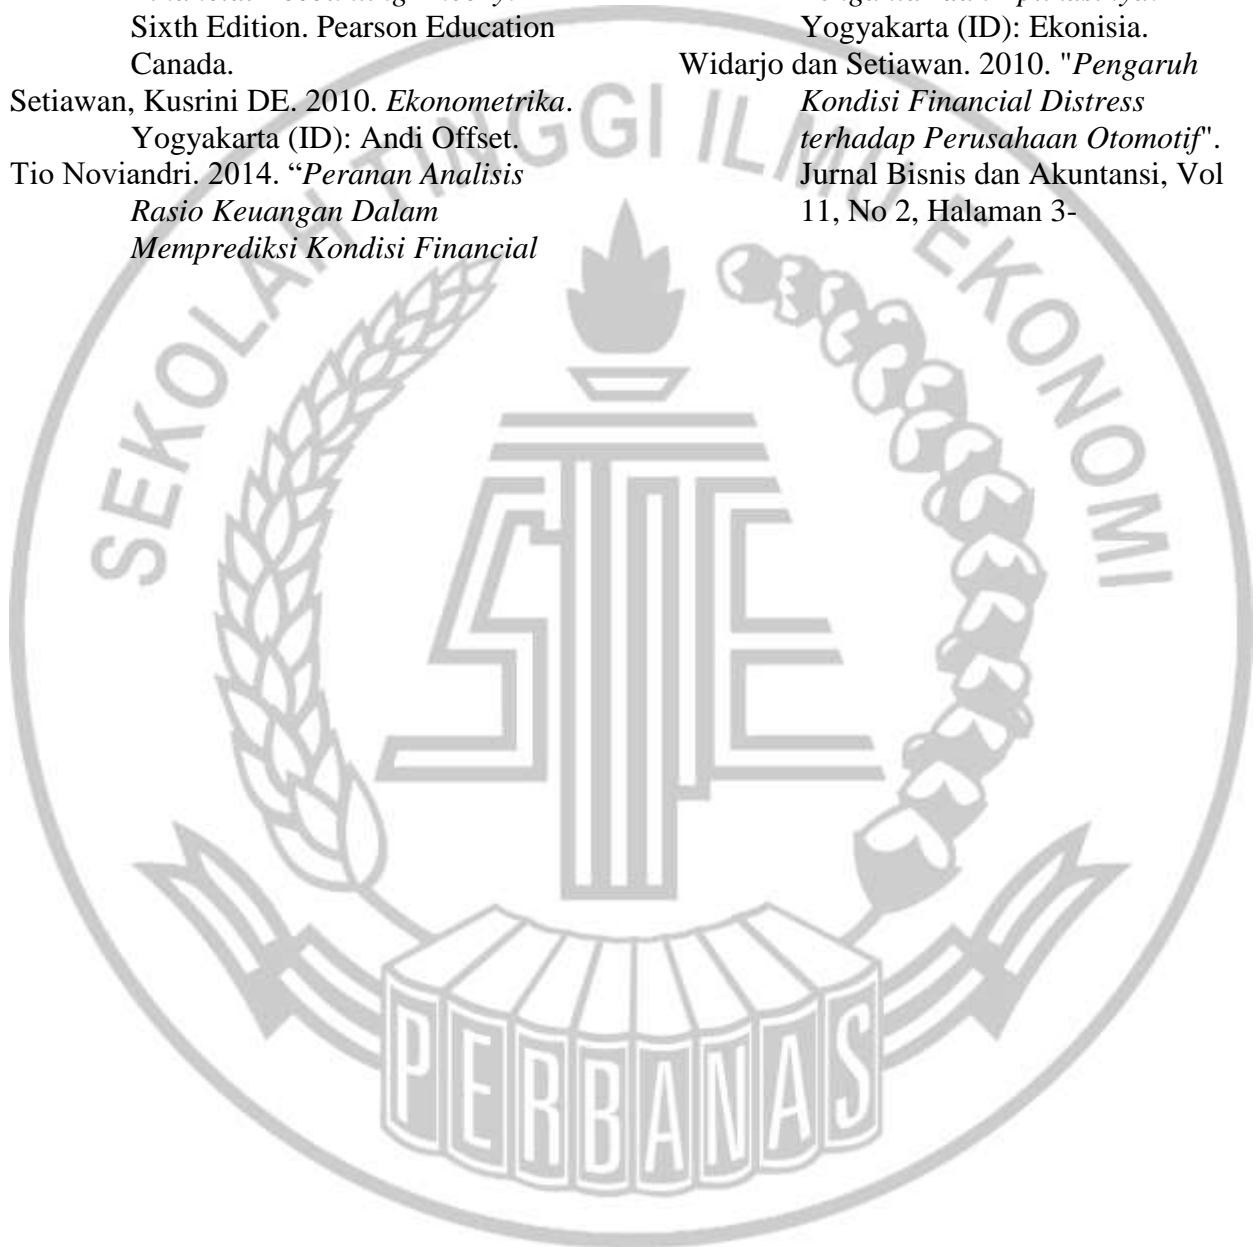 Sixth Edition. Pearson Education
Canada.
Setiawan, Kusrini DE. 2010. Ekonometrika.
Yogyakarta (ID): Andi Offset.
Tio Noviandri. 2014. “Peranan Analisis
Rasio Keuangan Dalam
Memprediksi Kondisi Financial
Yogyakarta (ID): Ekonisia.
Widarjo dan Setiawan. 2010. "Pengaruh
Kondisi Financial Distress
terhadap Perusahaan Otomotif".
Jurnal Bisnis dan Akuntansi, Vol
11, No 2, Halaman 3-
SEKOLAH TINGGI ILMU EKONOMI
STIE
PERBANAS